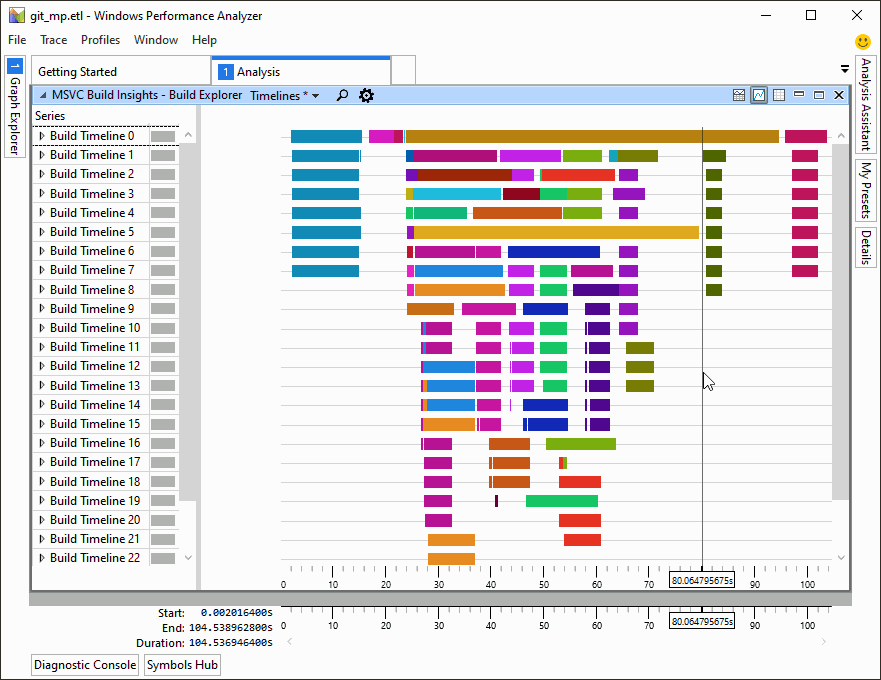 git_mp.etl - Windows Performance Analyzer
File Trace Profiles Window Help
1 Graph Explorer
Getting Started
1 Analysis
MSVC Build Insights - Build Explorer Timelines *
Series
Build Timeline 0
Build Timeline 1
Build Timeline 2
Build Timeline 3
Build Timeline 4
Build Timeline 5
Build Timeline 6
Build Timeline 7
Build Timeline 8
Build Timeline 9
Build Timeline 10
Build Timeline 11
Build Timeline 12
Build Timeline 13
Build Timeline 14
Build Timeline 15
Build Timeline 16
Build Timeline 17
Build Timeline 18
Build Timeline 19
Build Timeline 20
Build Timeline 21
Build Timeline 22
0 10 20 30 40 50 60 70 80.064795675s 90 100
Start: 0.002016400s
End: 104.538962800s
Duration: 104.536946400s
0 10 20 30 40 50 60 70 80.064795675s 90 100
Analysis Assistant
My Presets
Details
Diagnostic Console
Symbols Hub